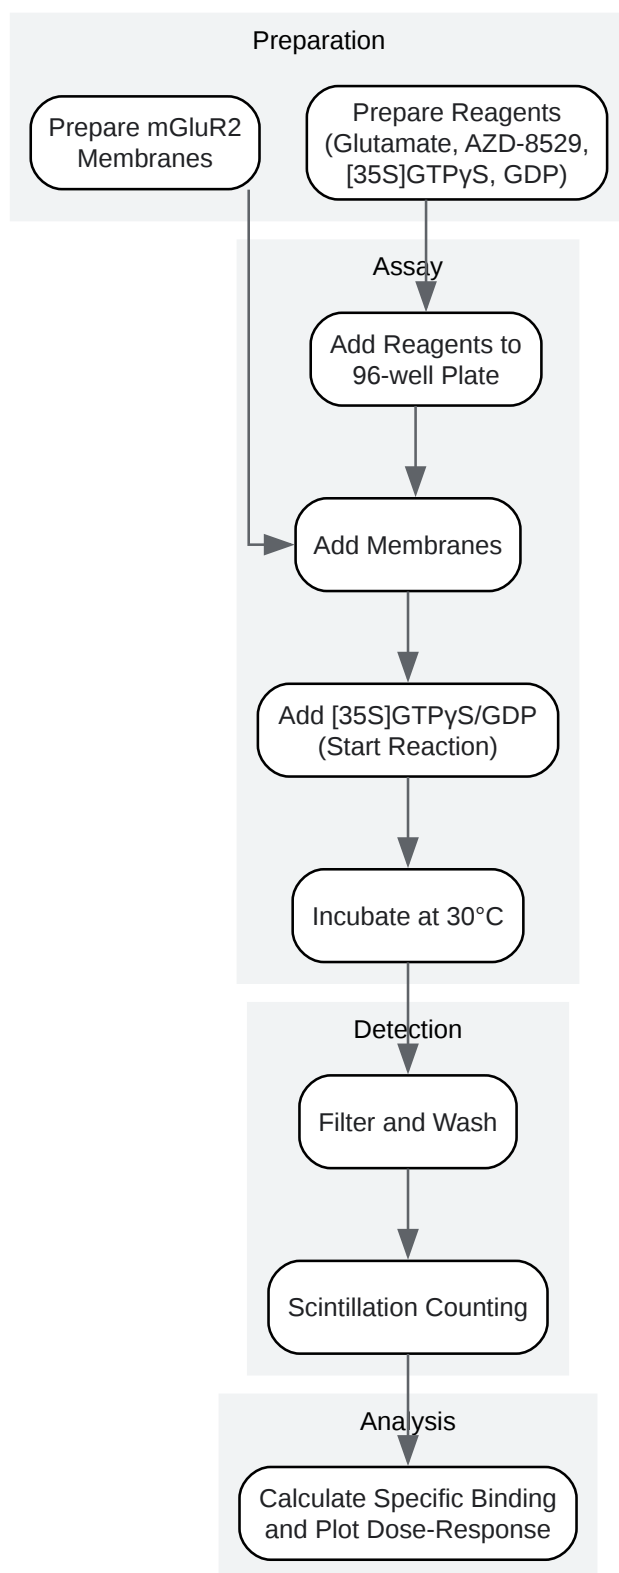 Preparation
Prepare mGluR2
Membranes
Prepare Reagents
(Glutamate, AZD-8529,
[35S]GTPγS, GDP)
Assay
Add Reagents to
96-well Plate
Add Membranes
Add [35S]GTPγS/GDP
(Start Reaction)
Incubate at 30°C
Detection
Filter and Wash
Scintillation Counting
Analysis
Calculate Specific Binding
and Plot Dose-Response